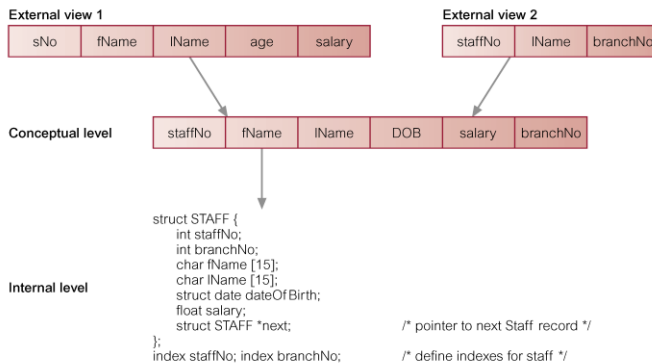 External view 1 External view 2
sNo fName lName age salary staffNo lName branchNo
Conceptual level staffNo fName lName DOB salary branchNo
struct STAFF {
int staffNo;
int branchNo;
char fName [15];
char lName [15];
Internal level struct date dateOfBirth;
float salary;
struct STAFF *next; /* pointer to next Staff record */
};
index staffNo; index branchNo; /* define indexes for staff */